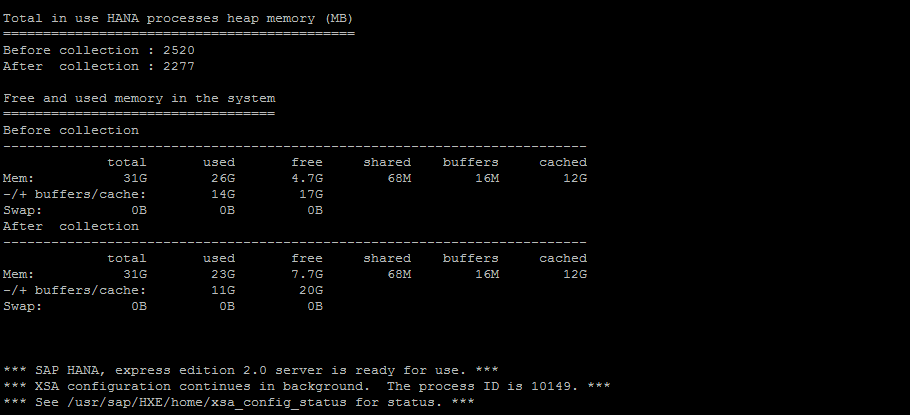 Total in use HANA processes heap memory (MB)
============================================
Before collection : 2520
After  collection : 2277
Free and used memory in the system
==================================
Before collection
-------------------------------------------------------------------------
             total       used       free     shared    buffers     cached
Mem:           31G        26G       4.7G        68M        16M        12G
-/+ buffers/cache:        14G        17G
Swap:           0B         0B         0B
After  collection
-------------------------------------------------------------------------
             total       used       free     shared    buffers     cached
Mem:           31G        23G       7.7G        68M        16M        12G
-/+ buffers/cache:        11G        20G
Swap:           0B         0B         0B
*** SAP HANA, express edition 2.0 server is ready for use. ***
*** XSA configuration continues in background.  The process ID is 10149. ***
*** See /usr/sap/HXE/home/xsa_config_status for status. ***